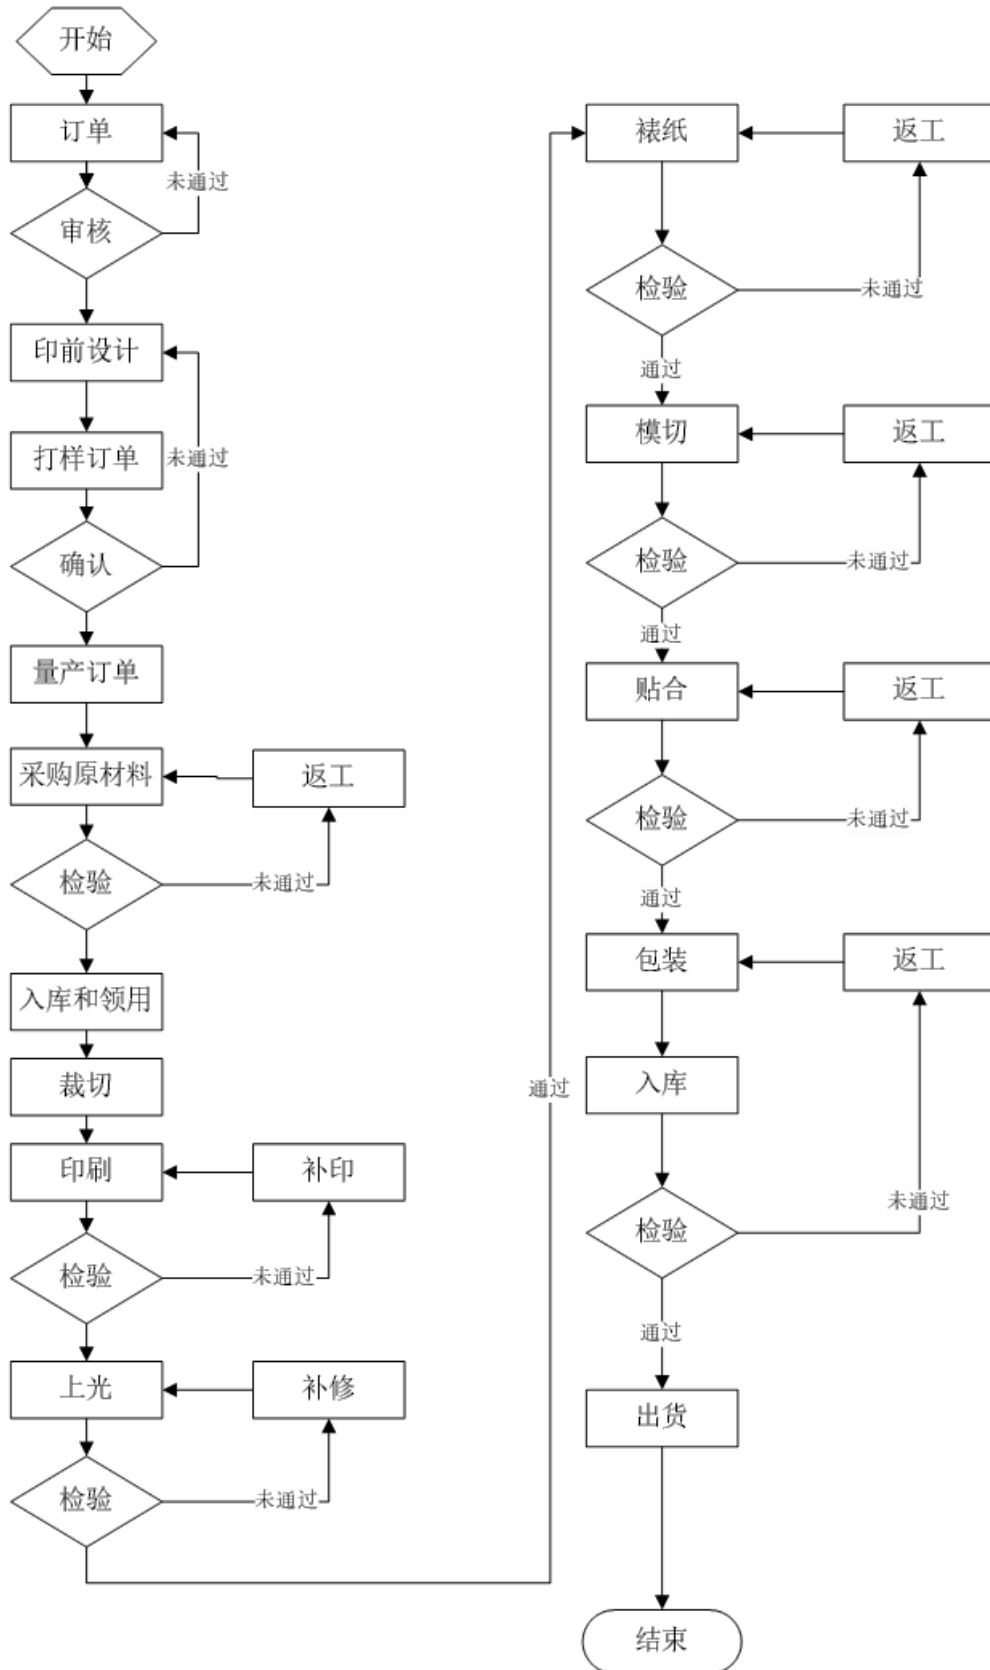 开始
订单
未通过
审核
印前设计
打样订单
未通过
确认
量产订单
采购原材料
返工
检验
未通过
入库和领用
裁切
印刷
补印
检验
未通过
上光
补修
检验
未通过
通过
裱纸
返工
检验
未通过
通过
模切
返工
检验
未通过
通过
贴合
返工
检验
未通过
通过
包装
返工
入库
未通过
检验
通过
出货
结束